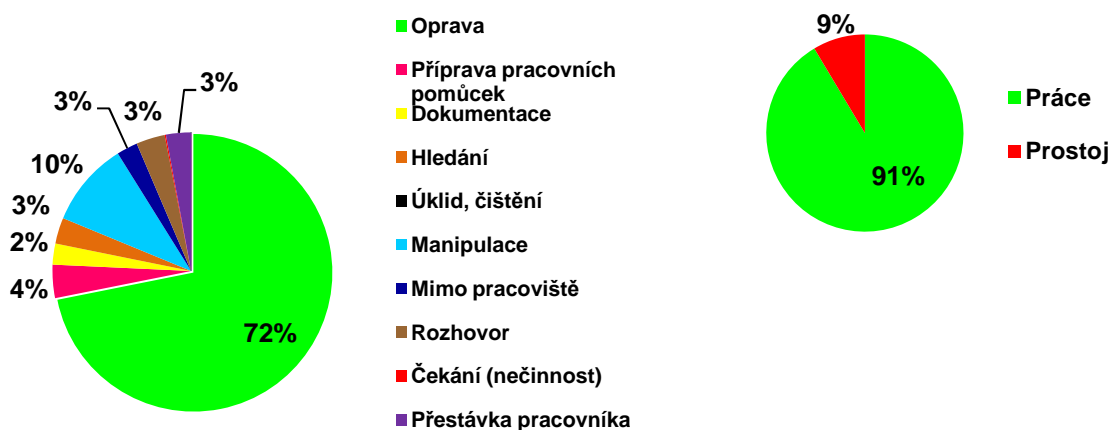 3%
3%
3%
10%
3%
2%
4%
72%
Oprava
Příprava pracovních
pomůcek
Dokumentace
Hledání
Úklid, čištění
Manipulace
Mimo pracoviště
Rozhovor
Čekání (nečinnost)
Přestávka pracovníka
9%
91%
Práce
Prostoj